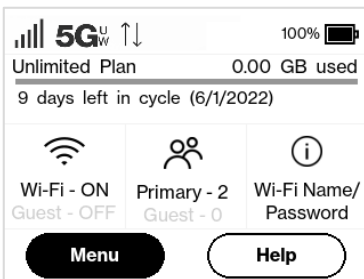 5G UW 100%
Unlimited Plan 0.00 GB used
9 days left in cycle (6/1/2022)
Wi-Fi - ON Primary - 2 Wi-Fi Name/
Guest - OFF Guest - 0 Password
Menu Help